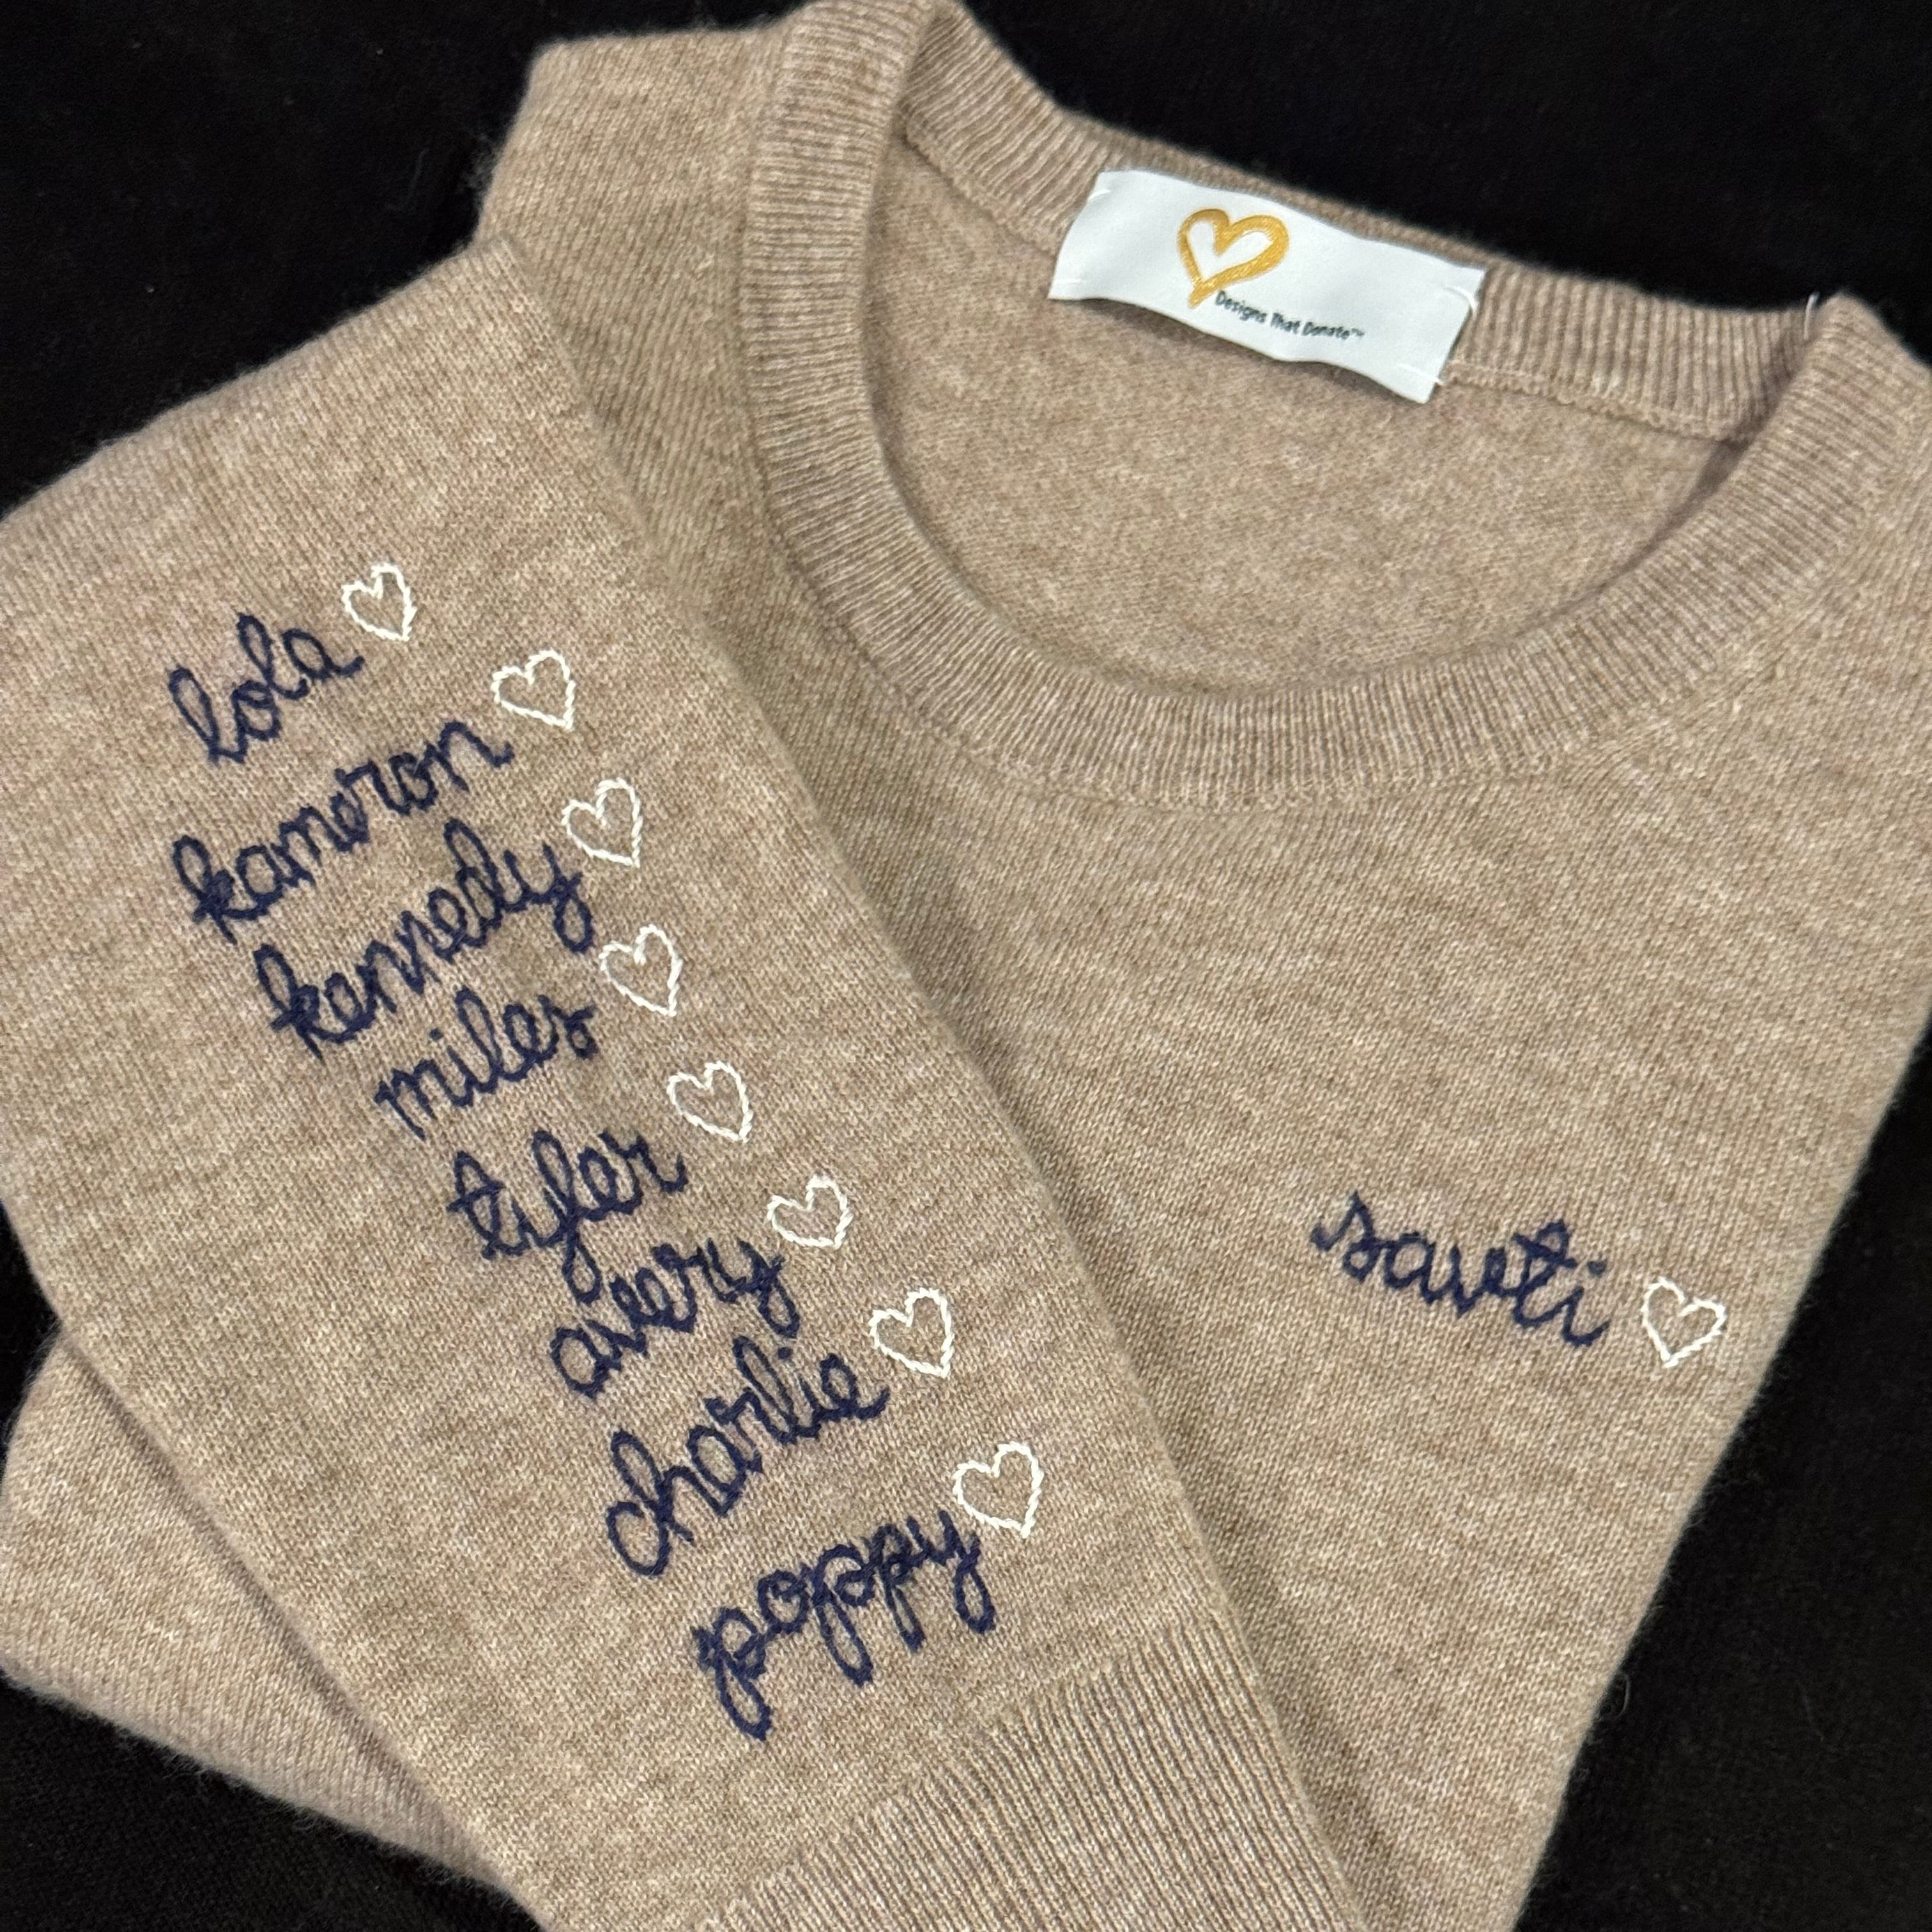 Designs That Donate™
lola
kameron
kennedy
miles
tyler
avery
charlie
poppy
savti